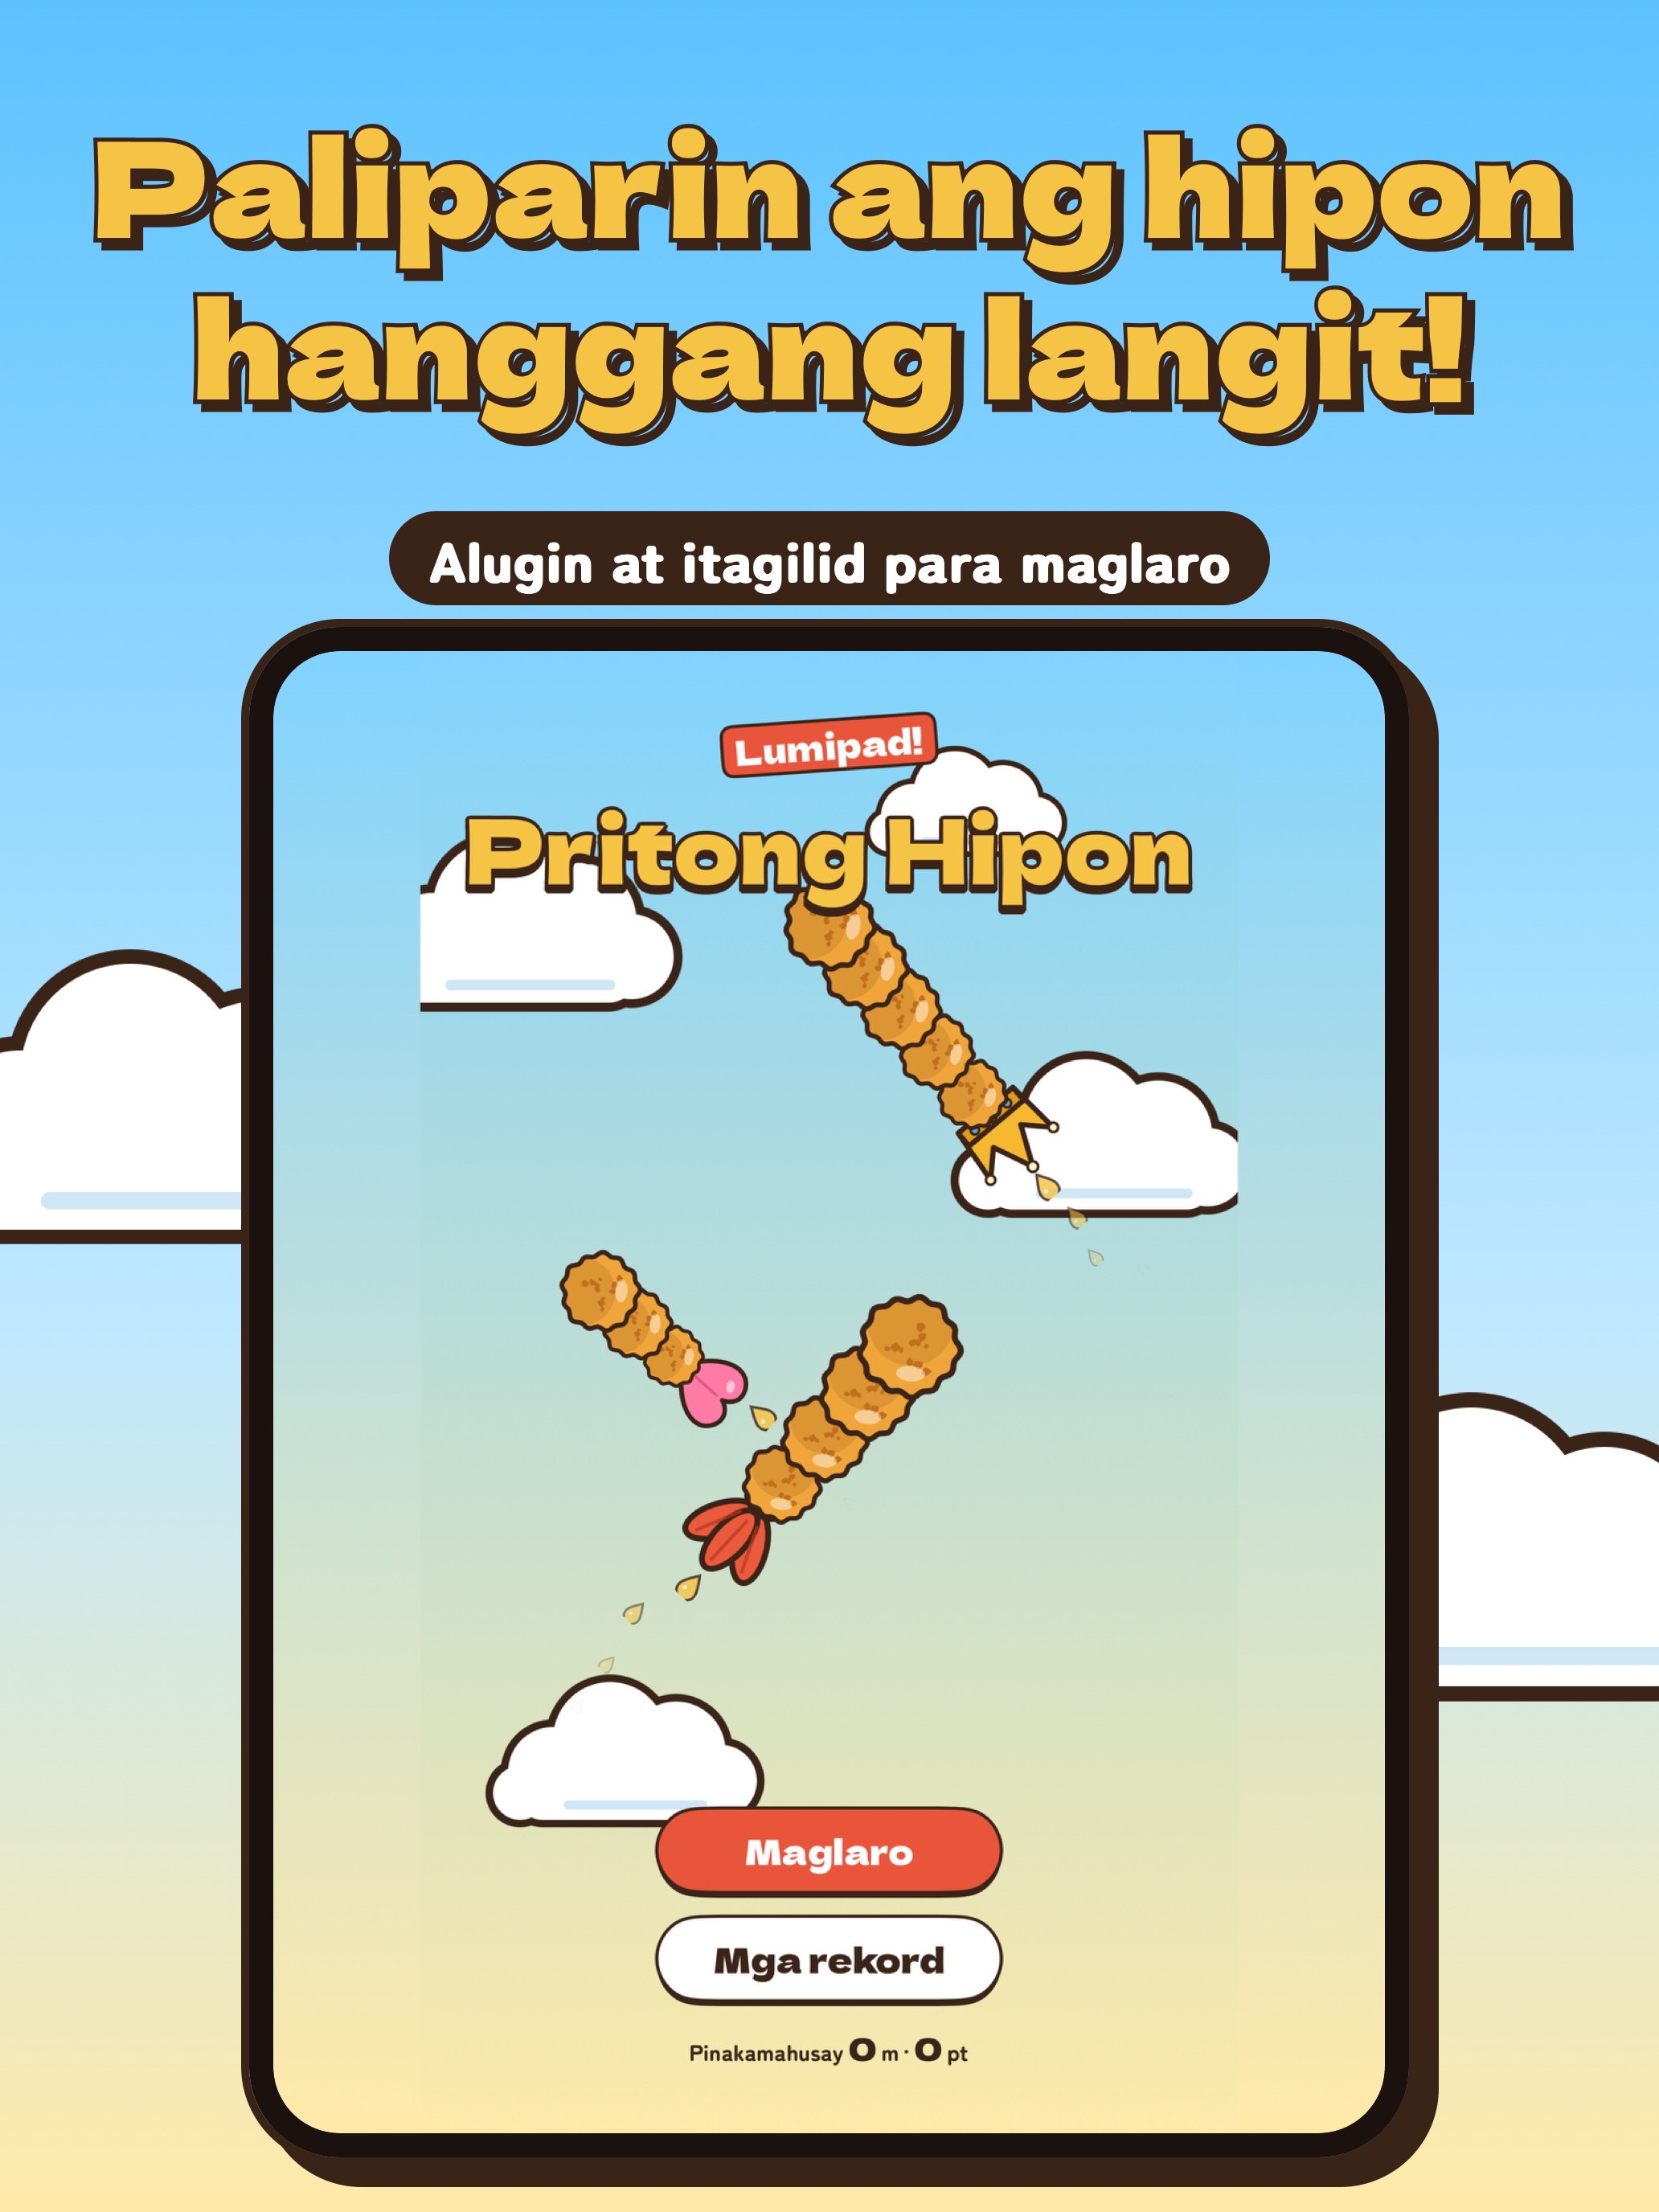 Paliparin ang hipon
hanggang langit!
Alugin at itagilid para maglaro
Lumipad!
Pritong Hipon
Maglaro
Mga rekord
Pinakamahusay 0 m · 0 pt